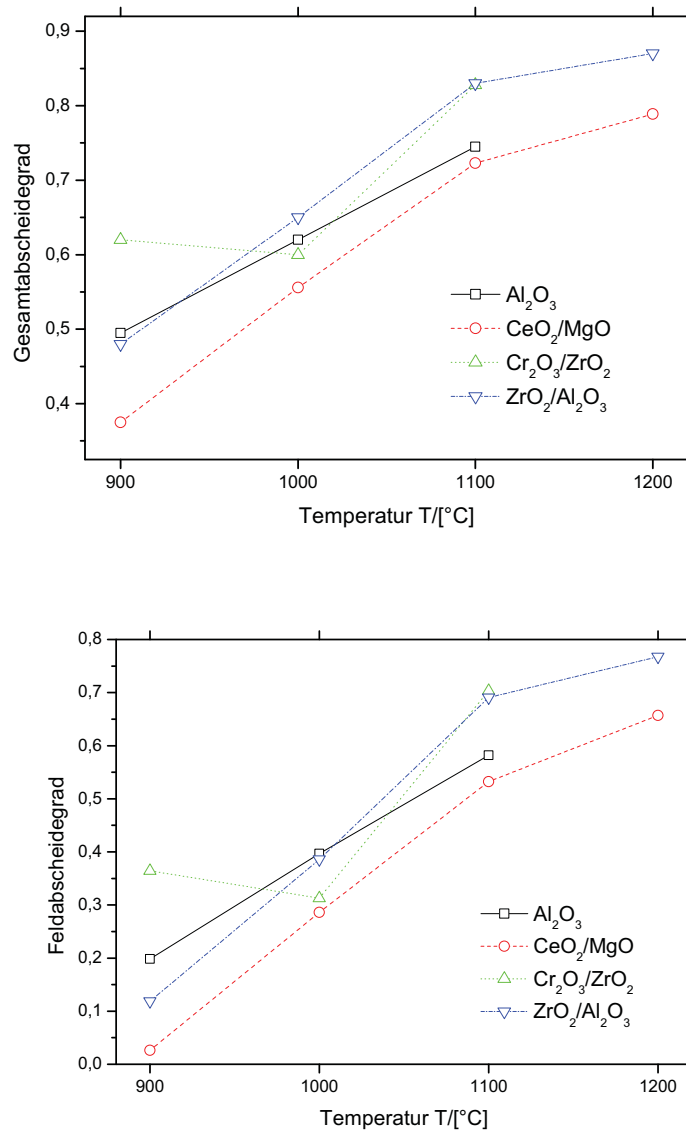 0,9
0,8
0,7
0,6
0,5
0,4
Gesamtabscheidegrad
Al2O3
CeO2/MgO
Cr2O3/ZrO2
ZrO2/Al2O3
900 1000 1100 1200
Temperatur T/[°C]
0,8
0,7
0,6
0,5
0,4
0,3
0,2
0,1
0,0
Feldabscheidegrad
Al2O3
CeO2/MgO
Cr2O3/ZrO2
ZrO2/Al2O3
900 1000 1100 1200
Temperatur T/[°C]